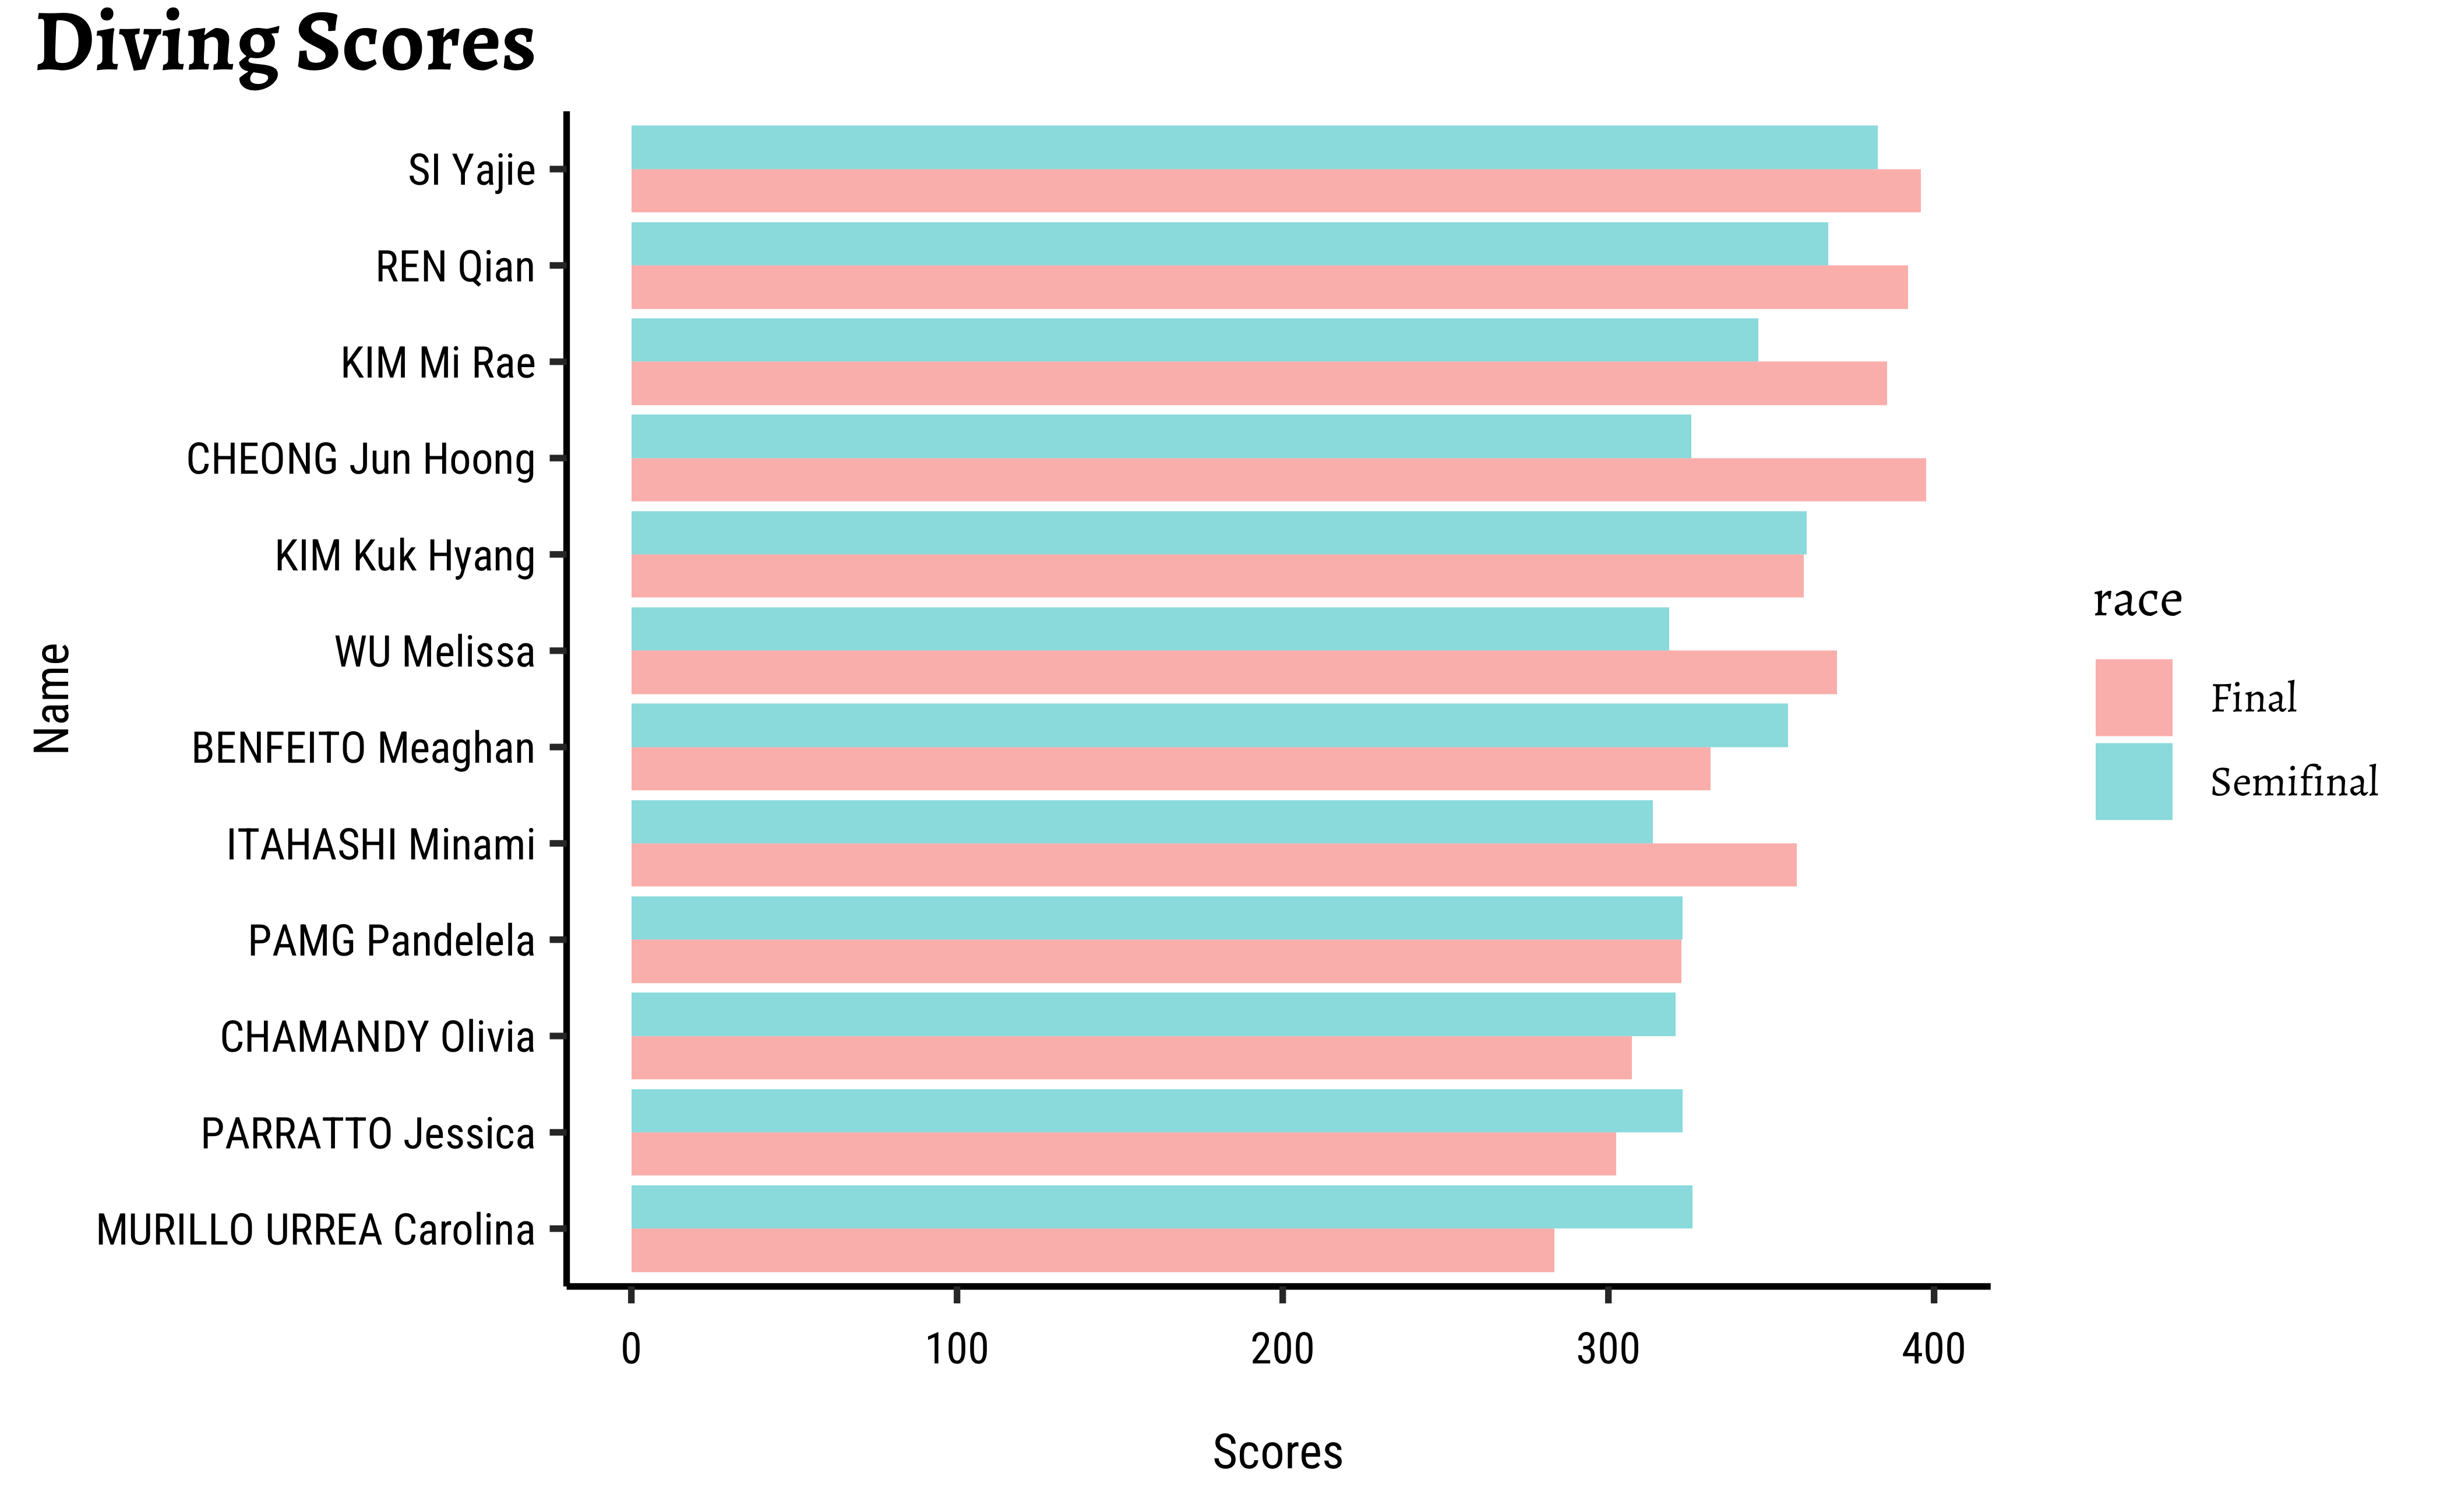 Diving Scores
SI Yajie
REN Qian
KIM Mi Rae
CHEONG Jun Hoong
KIM Kuk Hyang
WU Melissa
BENFEITO Meaghan
ITAHASHI Minami
PAMG Pandelela
CHAMANDY Olivia
PARRATTO Jessica
MURILLO URREA Carolina
Name
0 100 200 300 400
Scores
race
Final
Semifinal